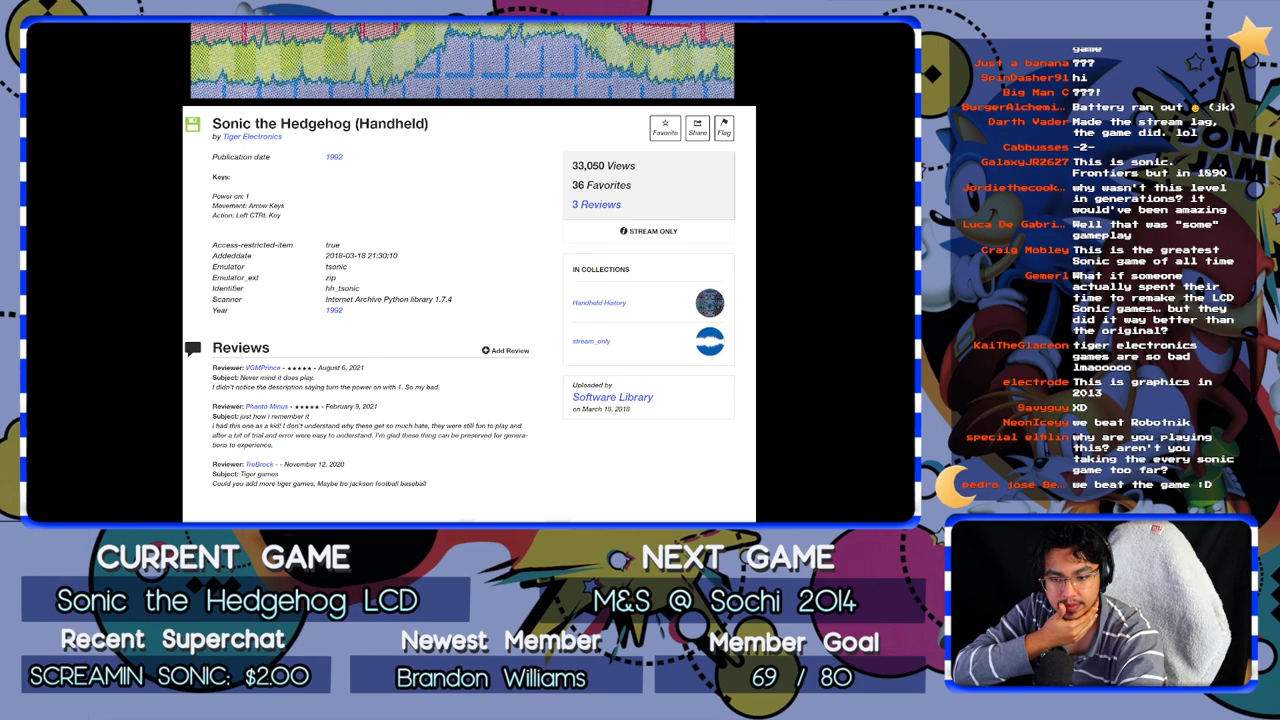 Sonic the Hedgehog (Handheld)
by Tiger Electronics
Favorite
Share
Flag
Publication date 1992
Keys:
Power on: 1
Movement: Arrow Keys
Action: Left CTRL Key
Access-restricted-item true
Addeddate 2018-03-18 21:30:10
Emulator tsonic
Emulator_ext zip
Identifier hh_tsonic
Scanner Internet Archive Python library 1.7.4
Year 1992
33,050 Views
36 Favorites
3 Reviews
STREAM ONLY
IN COLLECTIONS
Handheld History
stream_only
Uploaded by
Software Library
on March 18, 2018
Reviews
Add Review
Reviewer: VGMPrince - ★★★★★ - August 6, 2021
Subject: Never mind it does play.
I didn't notice the description saying turn the power on with 1. So my bad.
Reviewer: Phanto Minus - ★★★★★ - February 9, 2021
Subject: just how i remember it
i had this one as a kid! I don't understand why these get so much hate, they were still fun to play and
after a bit of trial and error were easy to understand. I'm glad these thing can be preserved for genera-
tions to experience.
Reviewer: TreBrock - - November 12, 2020
Subject: Tiger games
Could you add more tiger games, Maybe bo jackson football baseball
game
Just a banana ???
SpinDasher91 hi
Big Man C ???!
BurgerAlchemi... Battery ran out (jk)
Darth Vader Made the stream lag,
the game did. lol
Cabbusses -2-
GalaxyJR2627 This is sonic.
Frontiers but in 1890
Jordiethecook... why wasn't this level
in generations? it
would've been amazing
Luca De Gabri... Well that was "some"
gameplay
Craig Mobley This is the greatest
Sonic game of all time
Gemerl What if someone
actually spent their
time to remake the LCD
Sonic games… but they
did it way better than
the original?
KaiTheGlaceon tiger electronics
games are so bad
lmaoooo
electrode This is graphics in
2013
Savyguy XD
NeonIceyy we beat Robotnik
special elfilin why are you playing
this? aren't you
taking the every sonic
game too far?
pedro josé Be... we beat the game :D
CURRENT GAME
Sonic the Hedgehog LCD
NEXT GAME
M&S @ Sochi 2014
Recent Superchat
SCREAMIN SONIC: $2.00
Newest Member
Brandon Williams
Member Goal
69 / 80